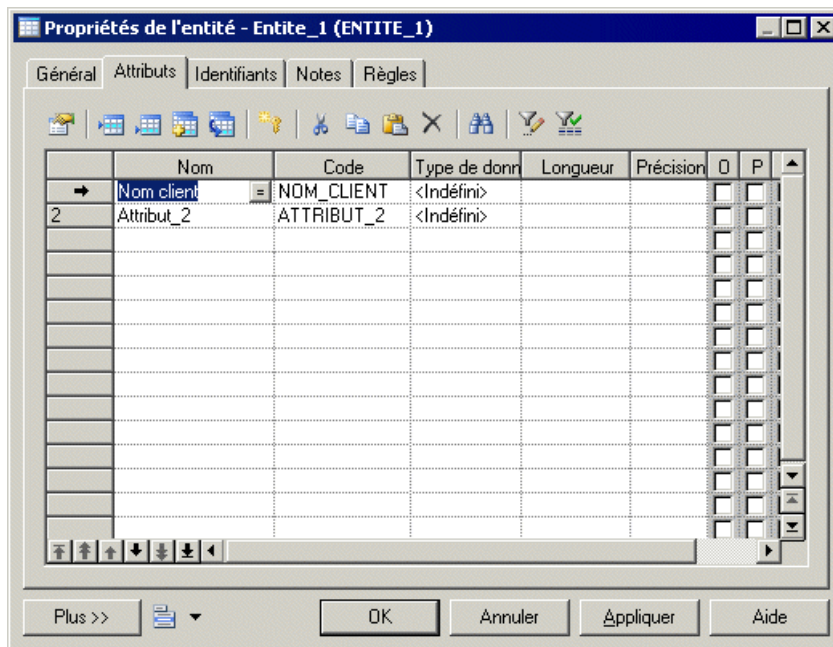 Propriétés de l'entité - Entite_1 (ENTITE_1)
Général Attributs Identifiants Notes Règles
Nom Code Type de donn Longueur Précision O P
Nom client = NOM_CLIENT <Indéfini>
2 Attribut_2 ATTRIBUT_2 <Indéfini>
Plus >> OK Annuler Appliquer Aide